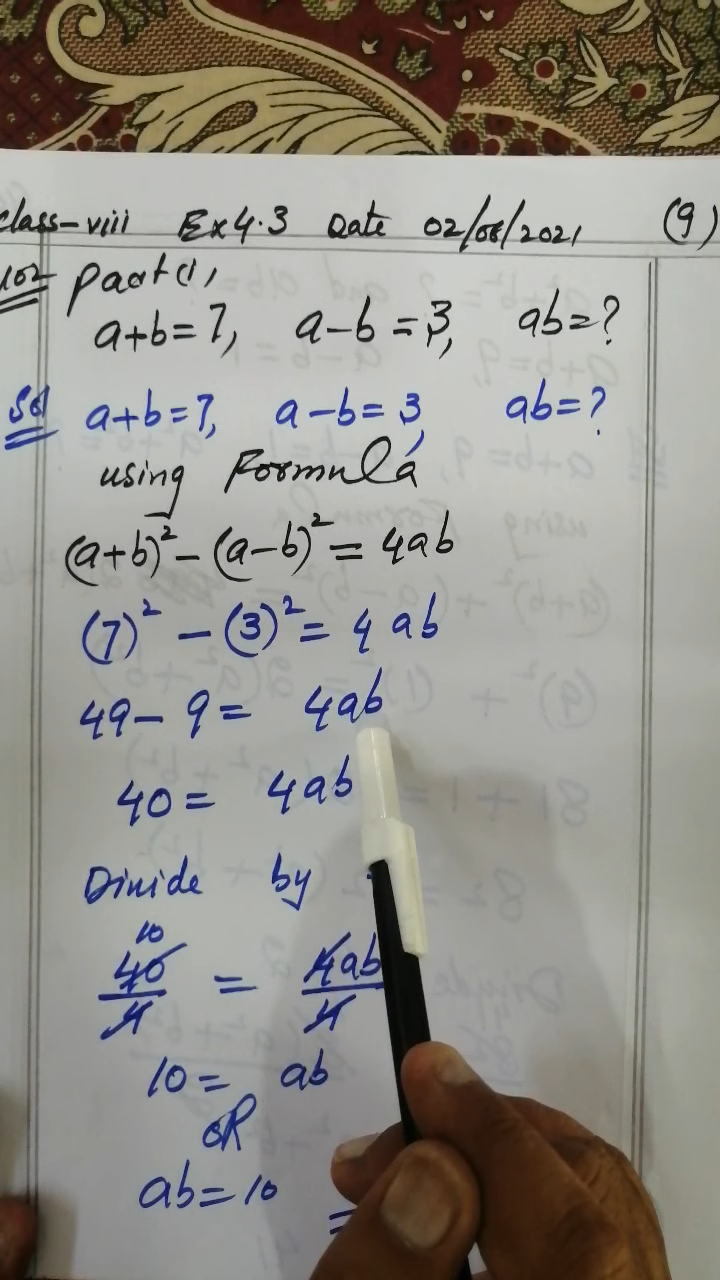 class-viii Ex4.3 Date 02/08/2021 (9)
Part(1)
a+b=7, a-b=3, ab=?
Sol a+b=7, a-b=3, ab=?
using Formula
(a+b)²-(a-b)²=4ab
(7)²-(3)²=4ab
49-9=4ab
40=4ab
Divide by
10
40/4 = 4ab/4
10=ab
OR
ab=10